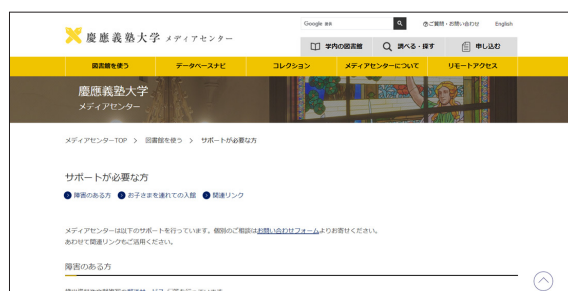 Google 検索
ご質問・お問い合わせ English
慶應義塾大学 メディアセンター
学内の図書館 調べる・探す 申し込む
図書館を使う データベースナビ コレクション メディアセンターについて リモートアクセス
慶應義塾大学
メディアセンター
メディアセンターTOP > 図書館を使う > サポートが必要な方
サポートが必要な方
障害のある方 お子さまを連れての入館 関連リンク
メディアセンターは以下のサポートを行っています。個別のご相談はお問い合わせフォームよりお寄せください。
あわせて関連リンクもご活用ください。
障害のある方